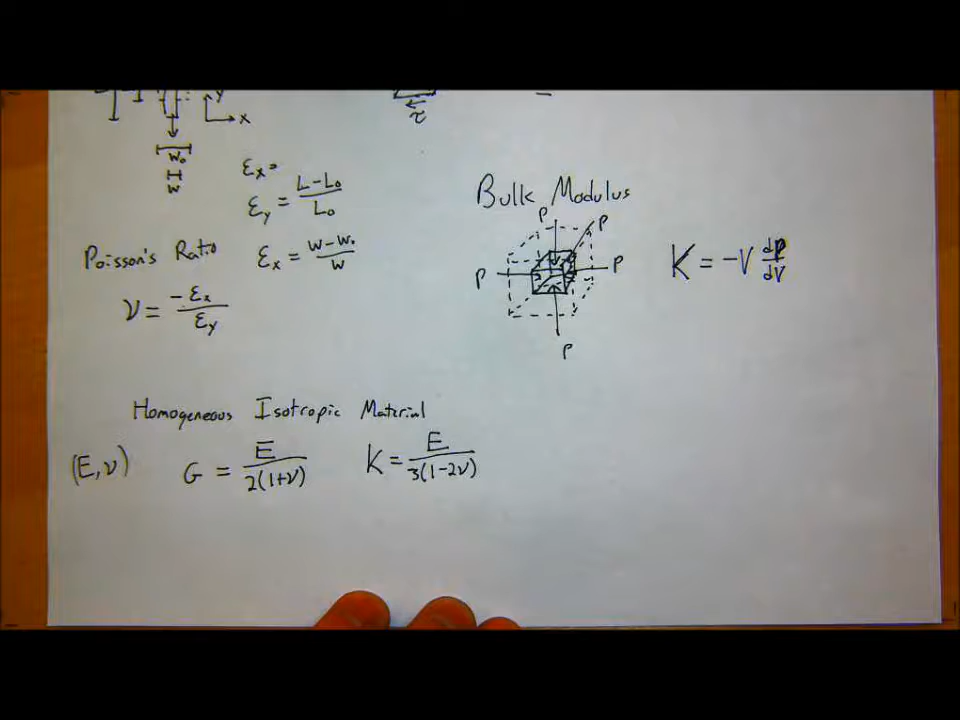 y
x
τ
W₀
W
εx=
εy = (L-L₀)/L₀
Poisson's Ratio
εx = (W-W₀)/W
ν = -εx/εy
Bulk Modulus
P
P
P
P
P
K = -V dP/dV
Homogeneous Isotropic Material
(E,ν) G = E/2(1+ν) K = E/3(1-2ν)